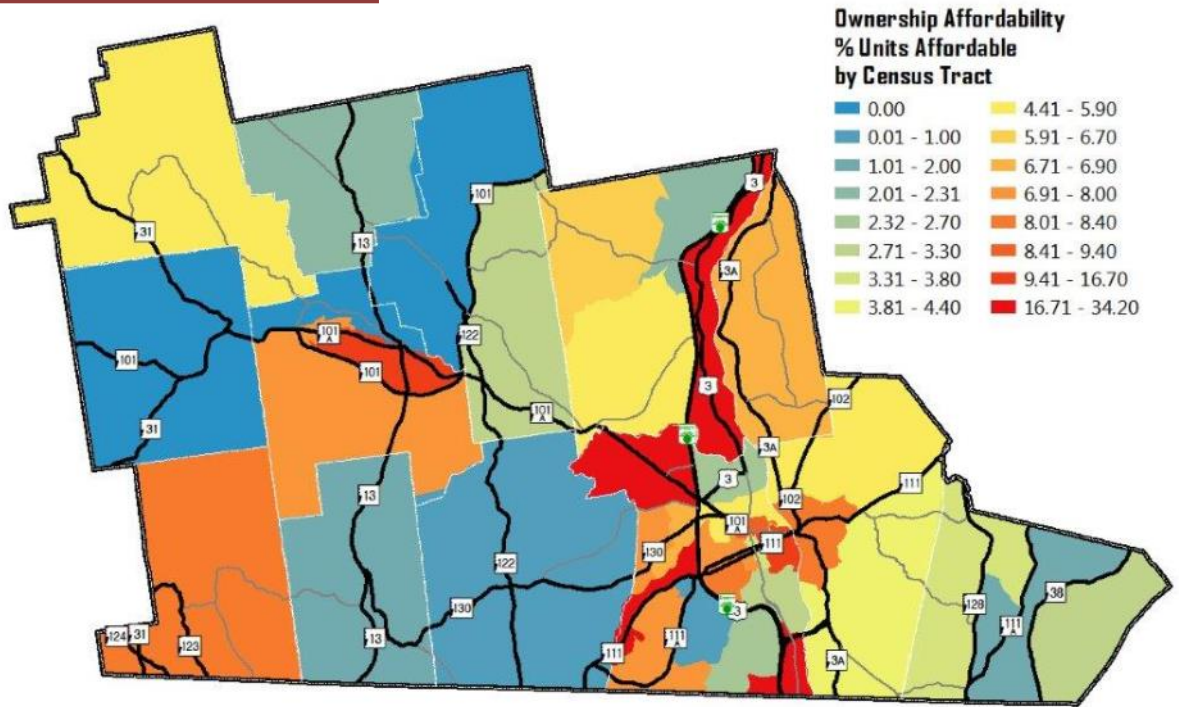 Ownership Affordability
% Units Affordable
by Census Tract
0.00
0.01 - 1.00
1.01 - 2.00
2.01 - 2.31
2.32 - 2.70
2.71 - 3.30
3.31 - 3.80
3.81 - 4.40
4.41 - 5.90
5.91 - 6.70
6.71 - 6.90
6.91 - 8.00
8.01 - 8.40
8.41 - 9.40
9.41 - 16.70
16.71 - 34.20
3
101
31
13
3A
101
A
122
101
101
3
102
31
101
A
3A
111
3
13
102
101
A
130
111
122
130
128
38
3
111
A
124
31
123
13
111
111
A
3A